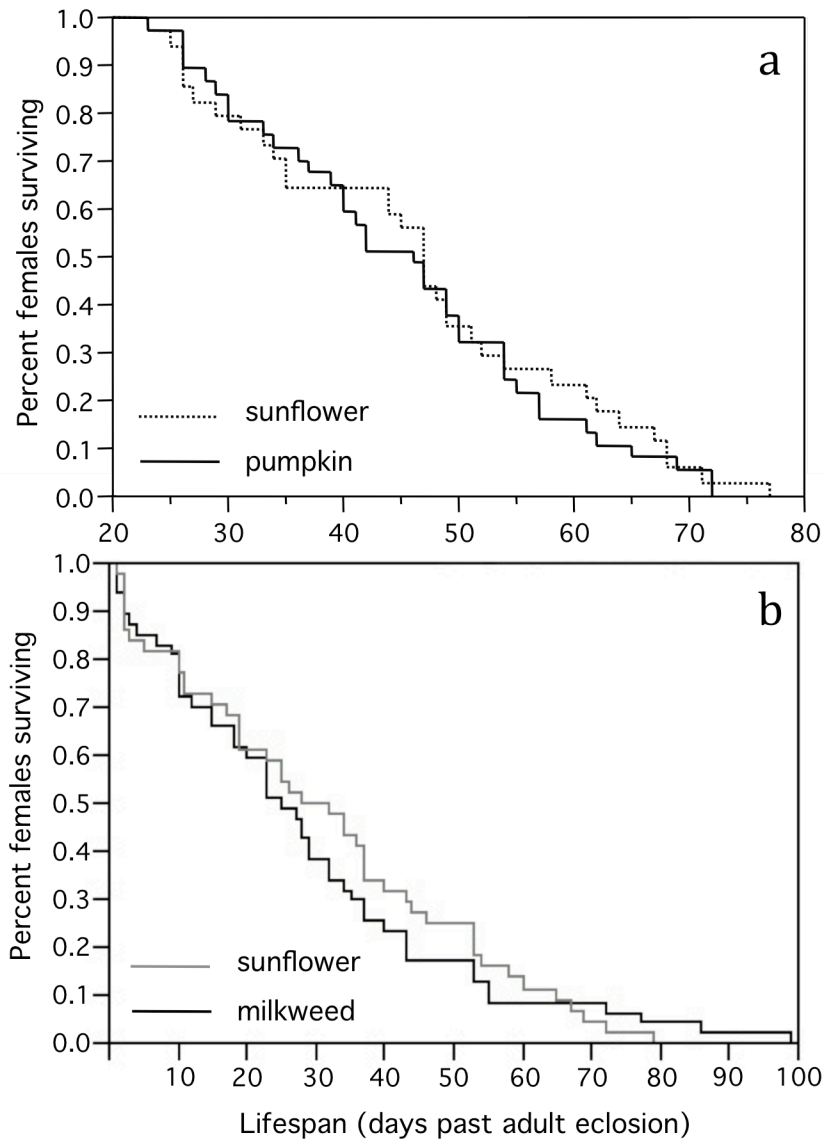 a
Percent females surviving
1.0
0.9
0.8
0.7
0.6
0.5
0.4
0.3
0.2
0.1
0.0
sunflower
pumpkin
20 30 40 50 60 70 80
b
Percent females surviving
1.0
0.9
0.8
0.7
0.6
0.5
0.4
0.3
0.2
0.1
0.0
sunflower
milkweed
10 20 30 40 50 60 70 80 90 100
Lifespan (days past adult eclosion)